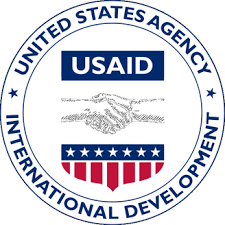 UNITED STATES AGENCY
USAID
INTERNATIONAL DEVELOPMENT